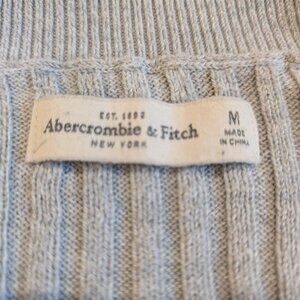 EST. 1892
Abercrombie & Fitch
NEW YORK
M
MADE
IN CHINA